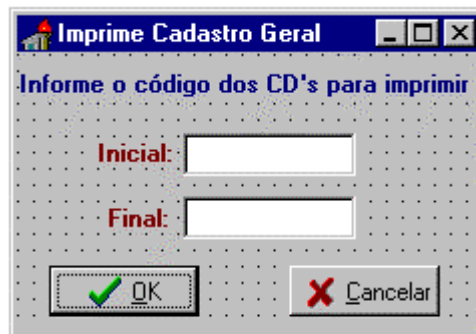 Imprime Cadastro Geral
Informe o código dos CD's para imprimir
Inicial:
Final:
OK
Cancelar